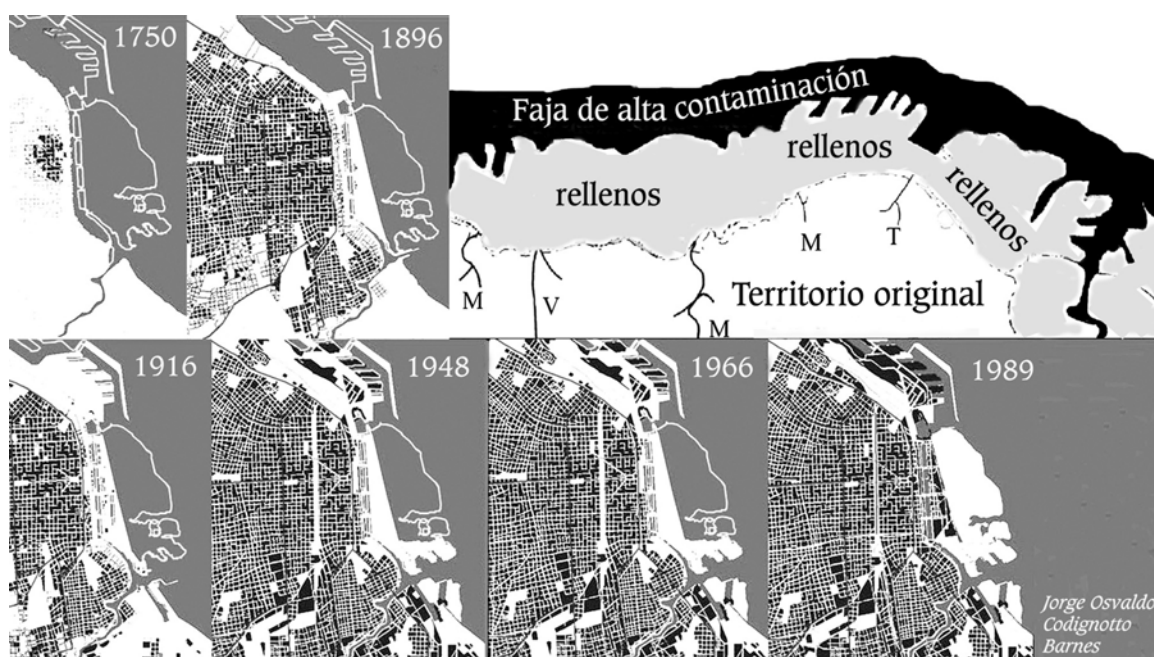 1750
1896
Faja de alta contaminación
rellenos
rellenos
rellenos
M
V
M
M
T
Territorio original
1916
1948
1966
1989
Jorge Osvaldo
Codignotto
Barnes